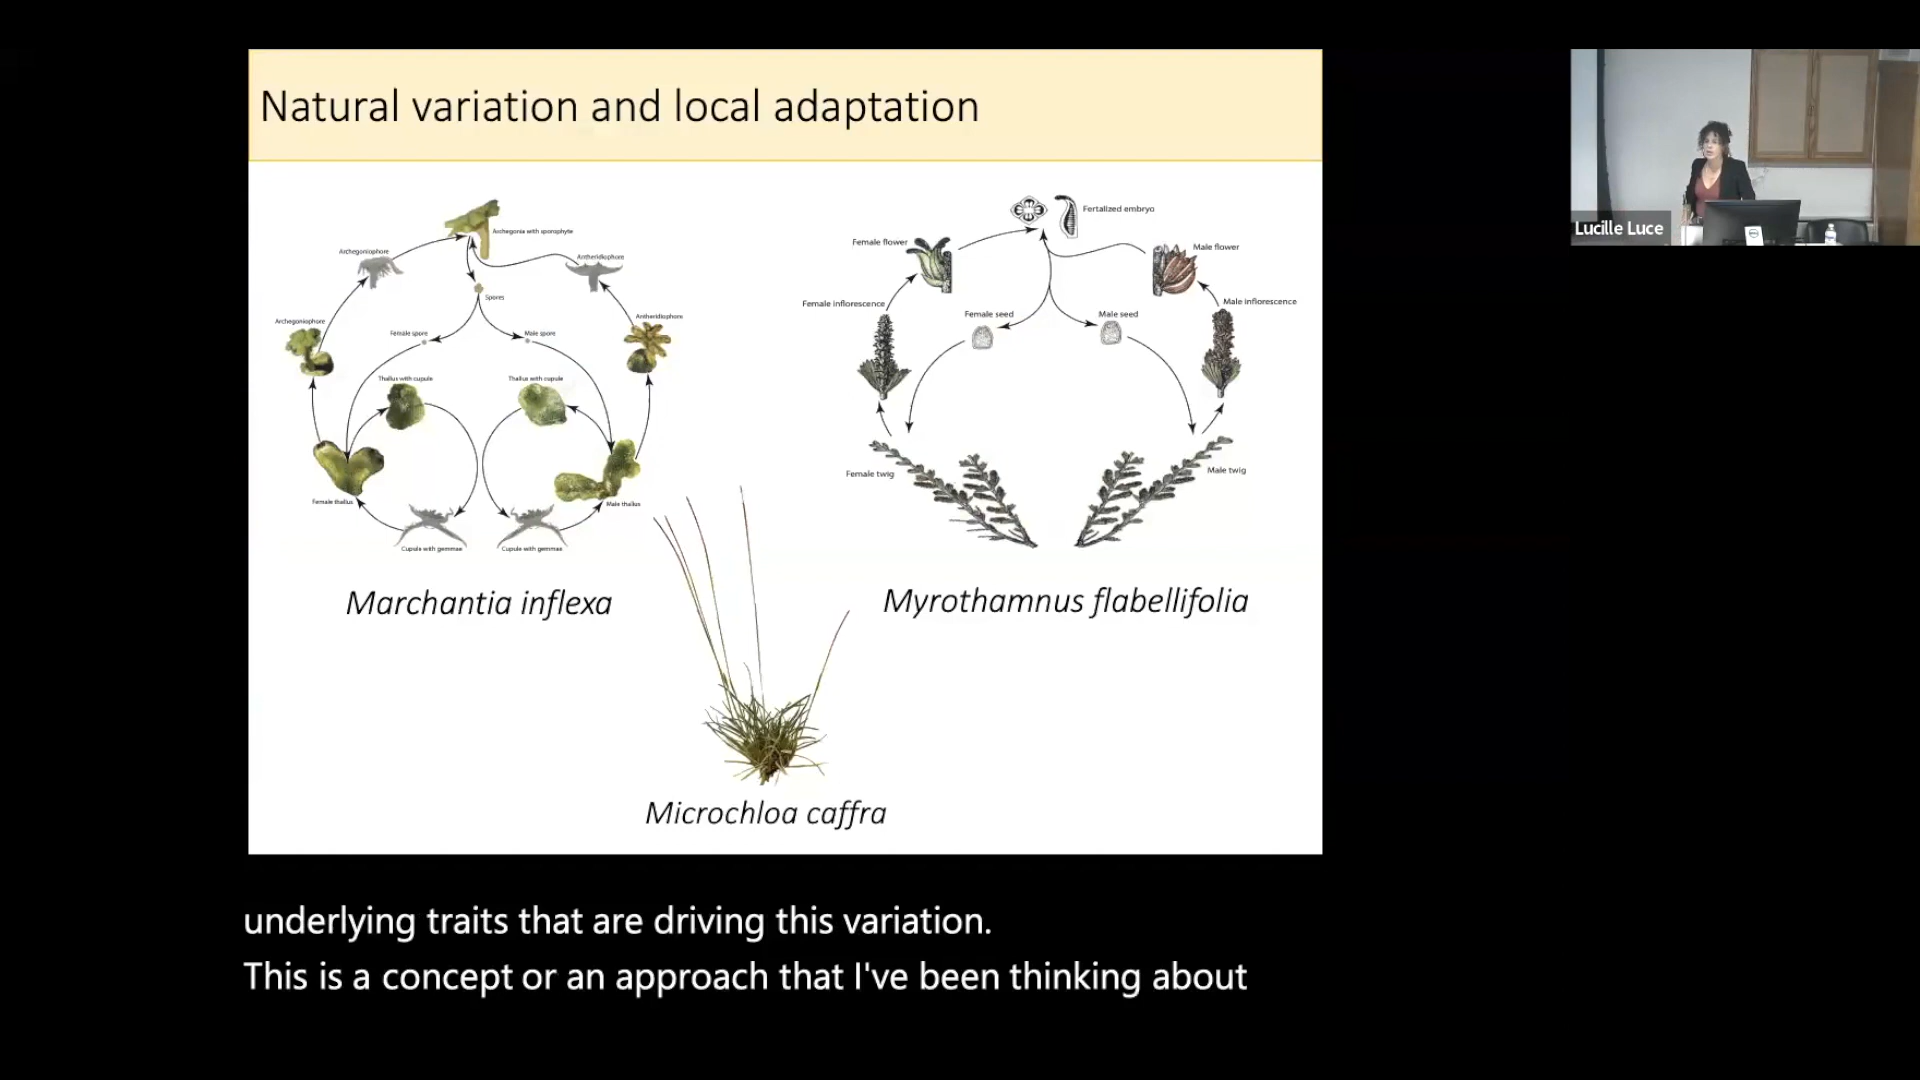 Natural variation and local adaptation
Archegonia with sporophyte
Archegoniophore
Antheridiophore
Spores
Archegoniophore
Antheridiophore
Female spore
Male spore
Thallus with cupule
Thallus with cupule
Female thallus
Male thallus
Cupule with gemmae
Cupule with gemmae
Marchantia inflexa
Fertalized embryo
Female flower
Male flower
Female inflorescence
Male inflorescence
Female seed
Male seed
Female twig
Male twig
Myrothamnus flabellifolia
Microchloa caffra
Lucille Luce
underlying traits that are driving this variation.
This is a concept or an approach that I've been thinking about